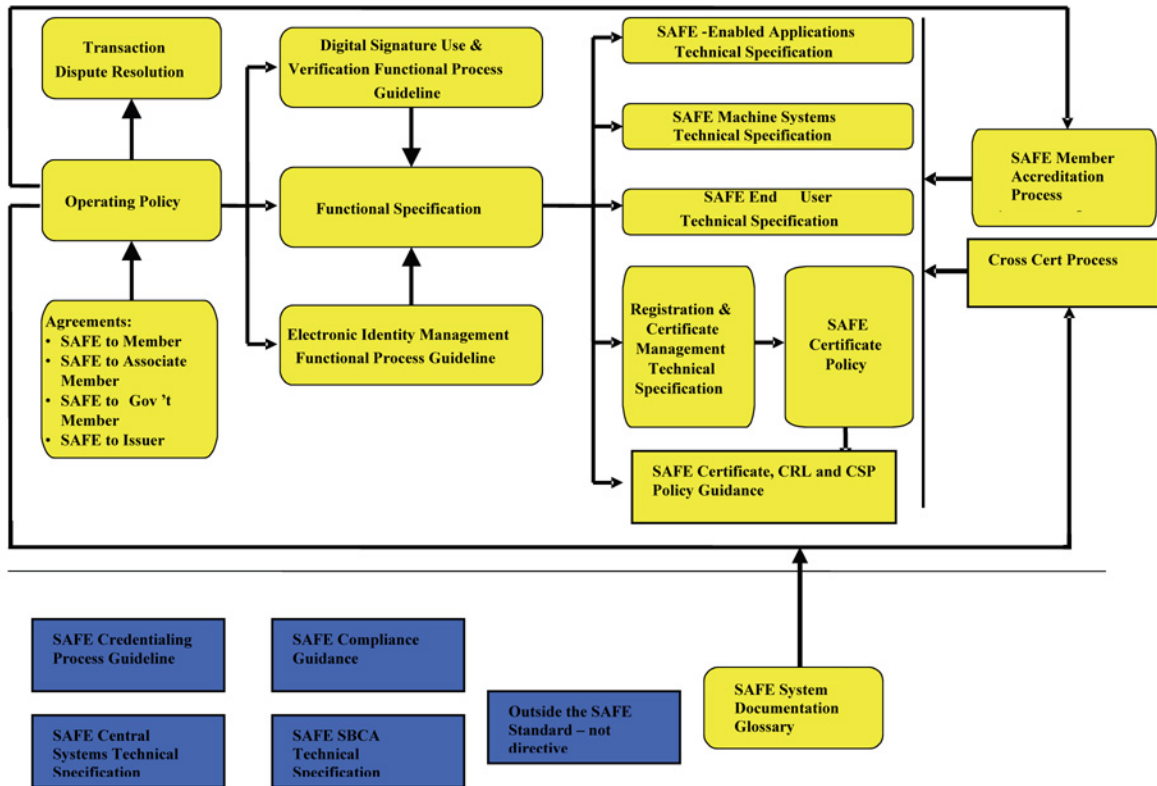 Transaction
Dispute Resolution
Operating Policy
Agreements:
• SAFE to Member
• SAFE to Associate
Member
• SAFE to Gov 't
Member
• SAFE to Issuer
Digital Signature Use &
Verification Functional Process
Guideline
Functional Specification
Electronic Identity Management
Functional Process Guideline
SAFE -Enabled Applications
Technical Specification
SAFE Machine Systems
Technical Specification
SAFE End User
Technical Specification
Registration &
Certificate
Management
Technical
Specification
SAFE
Certificate
Policy
SAFE Certificate, CRL and CSP
Policy Guidance
SAFE Member
Accreditation
Process
Cross Cert Process
SAFE Credentialing
Process Guideline
SAFE Compliance
Guidance
SAFE Central
Systems Technical
Specification
SAFE SBCA
Technical
Specification
Outside the SAFE
Standard – not
directive
SAFE System
Documentation
Glossary